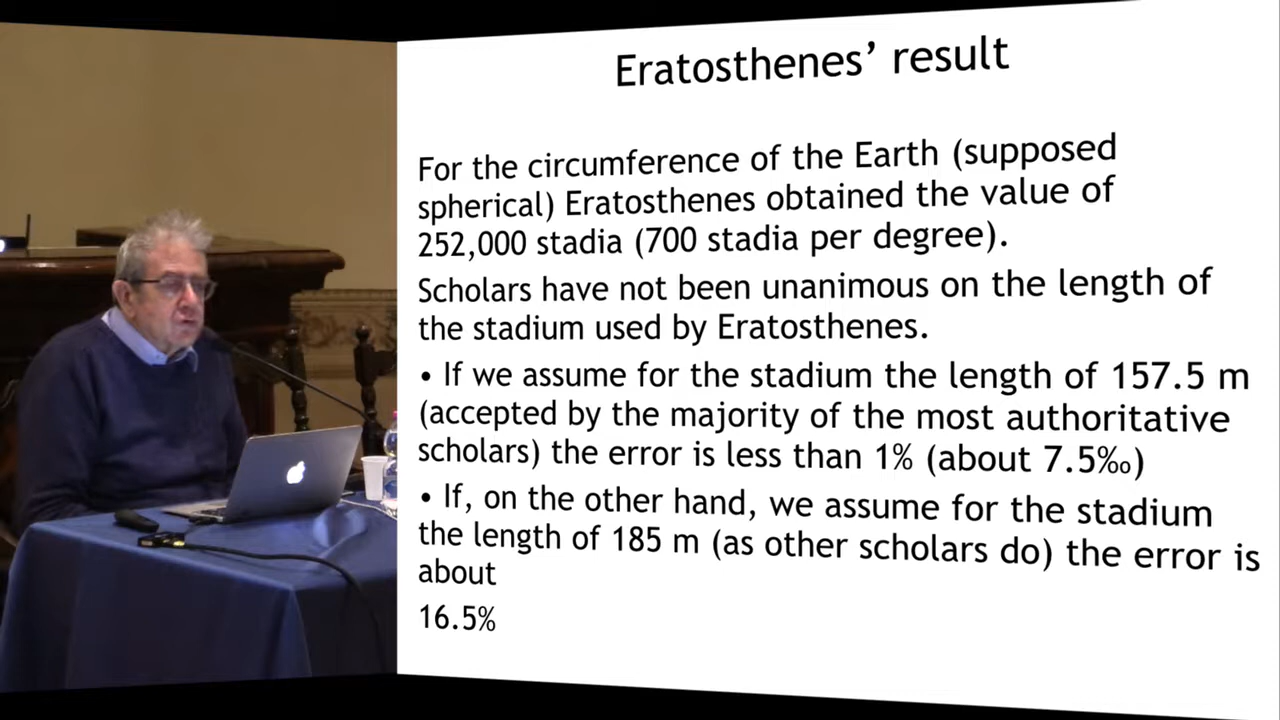 Eratosthenes’ result
For the circumference of the Earth (supposed
spherical) Eratosthenes obtained the value of
252,000 stadia (700 stadia per degree).
Scholars have not been unanimous on the length of
the stadium used by Eratosthenes.
• If we assume for the stadium the length of 157.5 m
(accepted by the majority of the most authoritative
scholars) the error is less than 1% (about 7.5‰)
• If, on the other hand, we assume for the stadium
the length of 185 m (as other scholars do) the error is
about
16.5%